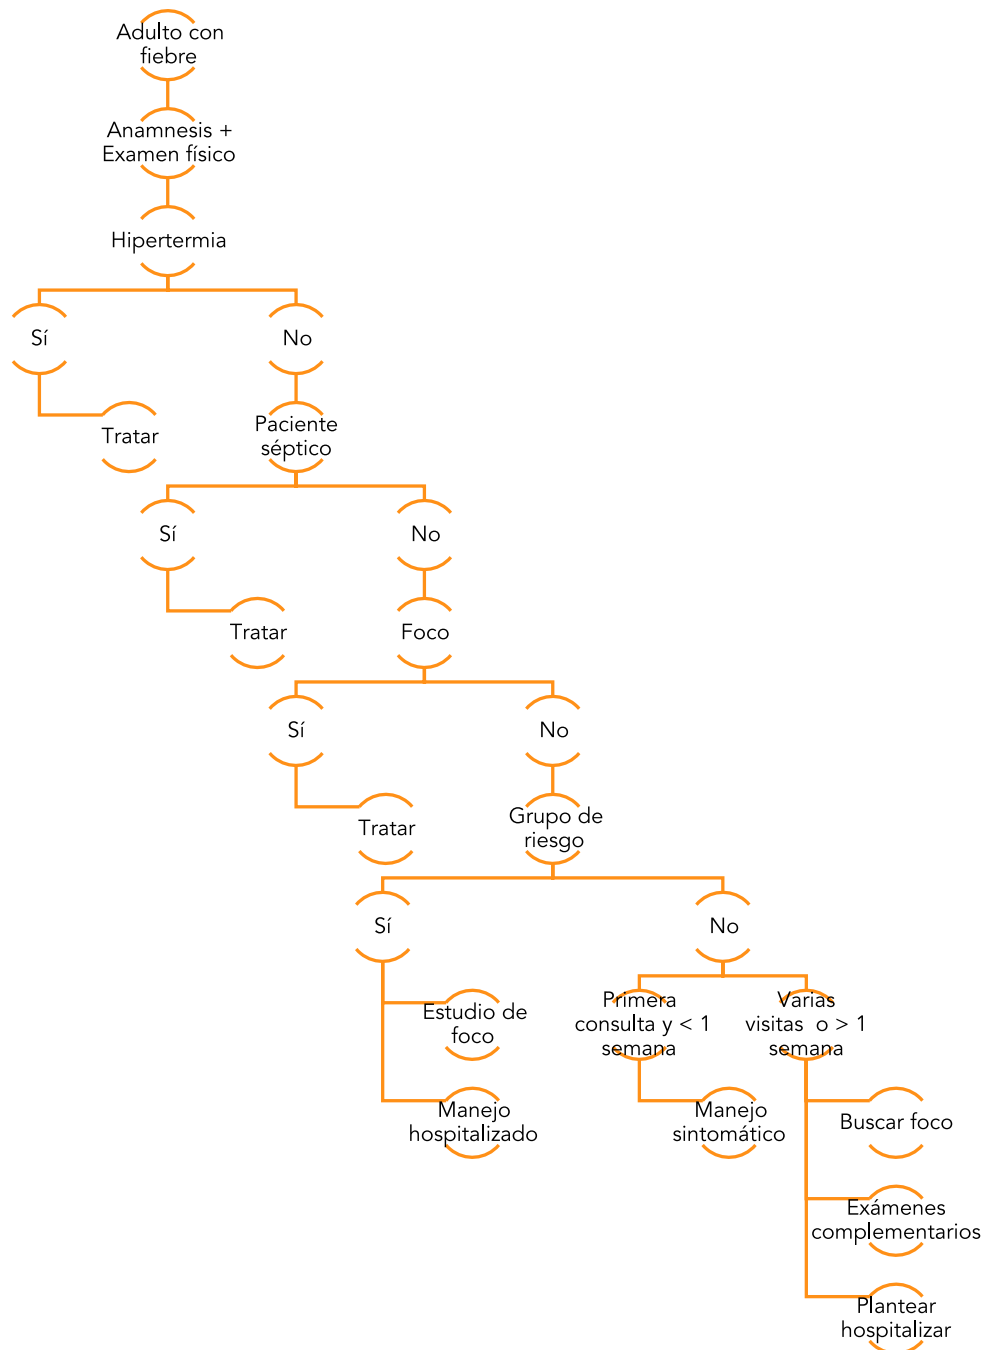 Adulto con
fiebre
Anamnesis +
Examen físico
Hipertermia
Sí
No
Tratar
Paciente
séptico
Sí
No
Tratar
Foco
Sí
No
Tratar
Grupo de
riesgo
Sí
No
Estudio de
foco
Manejo
hospitalizado
Primera
consulta y < 1
semana
Manejo
sintomático
Varias
visitas o > 1
semana
Buscar foco
Exámenes
complementarios
Plantear
hospitalizar